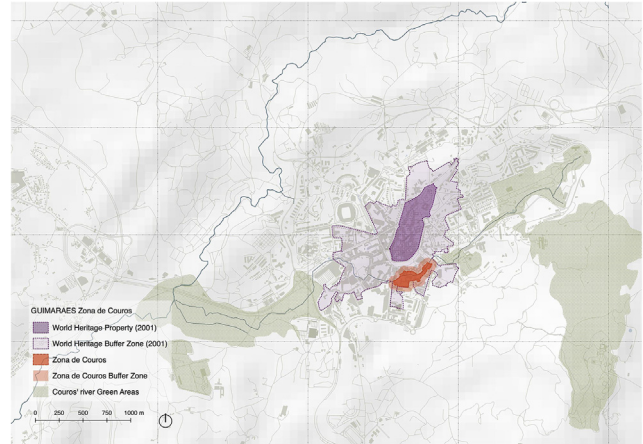 GUIMARAES Zona de Couros
World Heritage Property (2001)
World Heritage Buffer Zone (2001)
Zona de Couros
Zona de Couros Buffer Zone
Couros' river Green Areas
0 250 500 750 1000 m